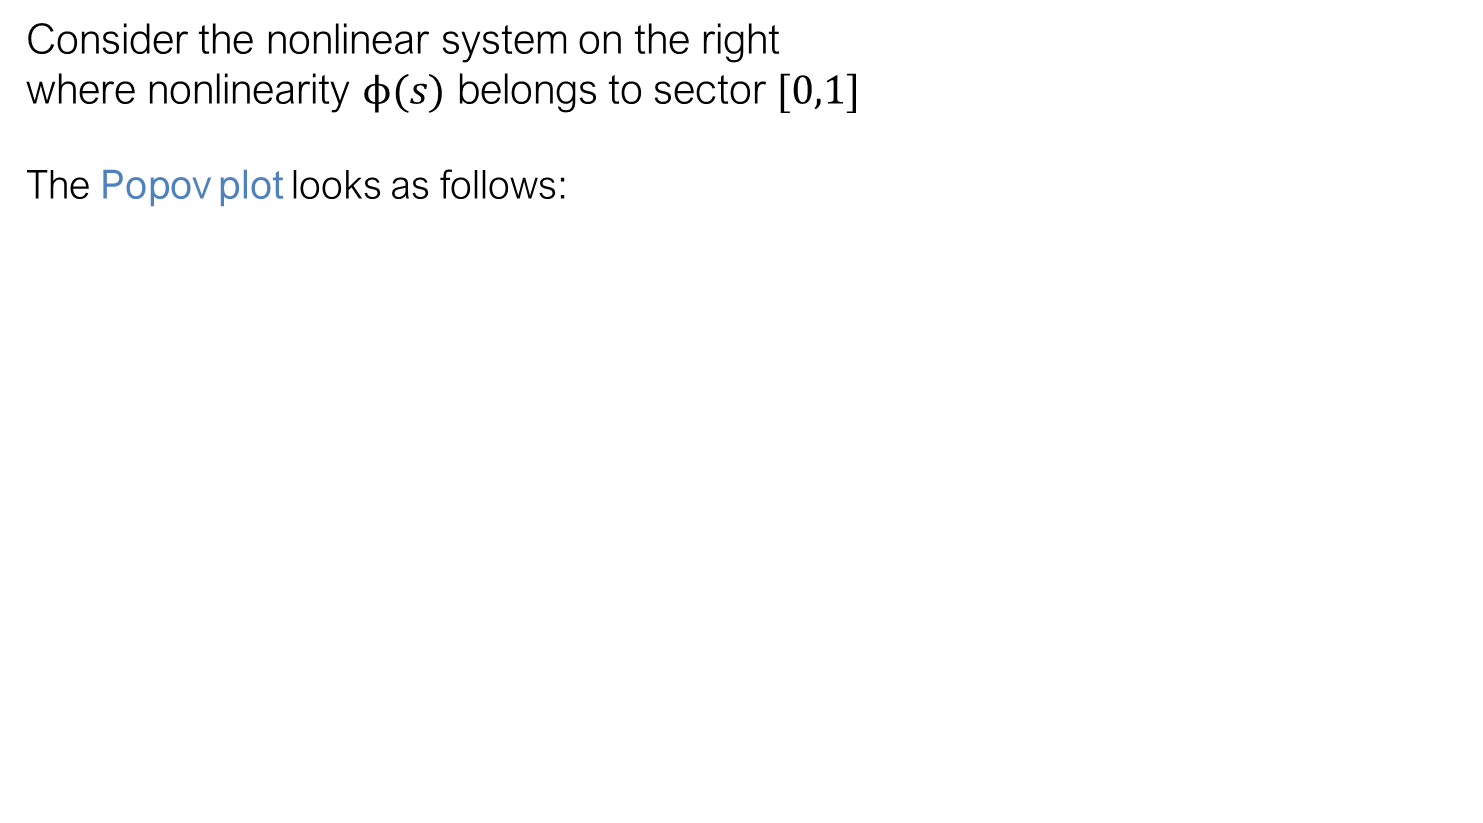 Consider the nonlinear system on the right
where nonlinearity ϕ(s) belongs to sector [0,1]
The Popov plot looks as follows: